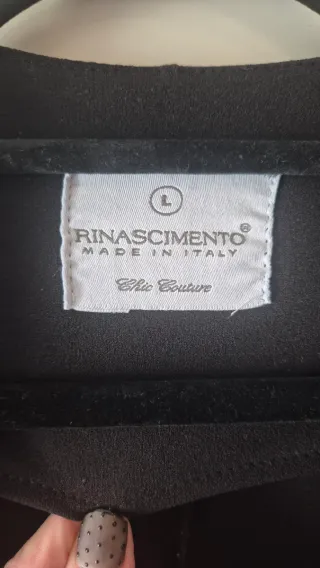 L
RINASCIMENTO®
MADE IN ITALY
Chic Couture